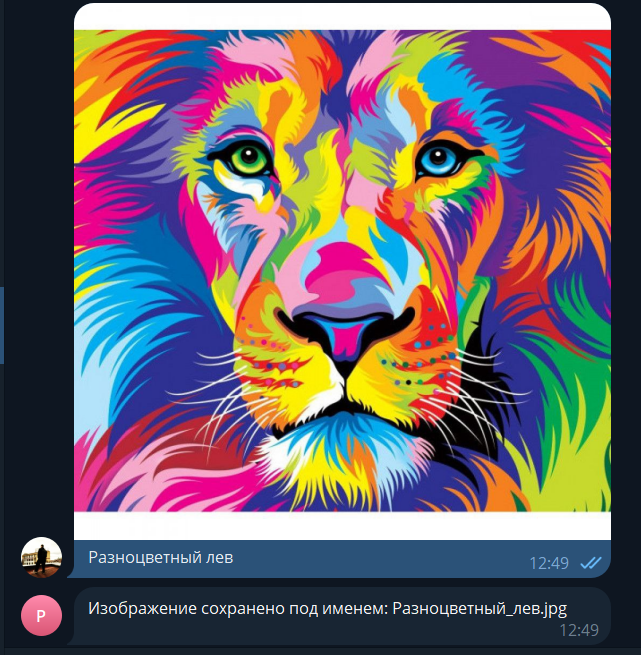 Разноцветный лев
12:49
Р
Изображение сохранено под именем: Разноцветный_лев.jpg
12:49